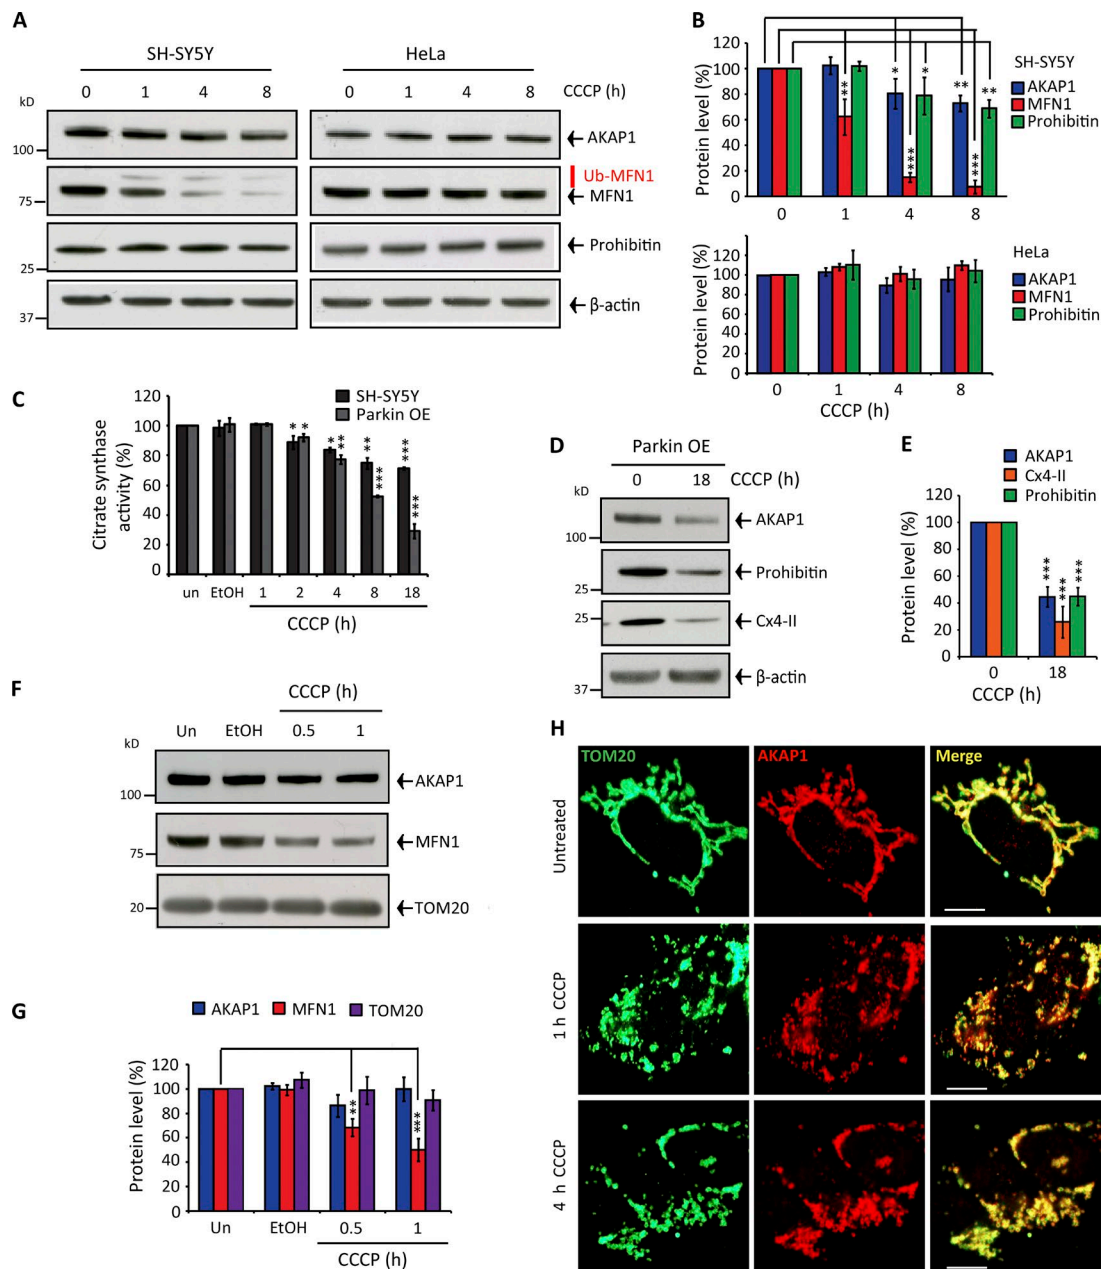 A
SH-SY5Y HeLa
kD 0 1 4 8 0 1 4 8 CCCP (h)
100 AKAP1
Ub-MFN1
75 MFN1
Prohibitin
25
β-actin
37
B
Protein level (%)
120
100
80
60
40
20
0
** *** * * *** ** **
0 1 4 8
SH-SY5Y
AKAP1
MFN1
Prohibitin
Protein level (%)
120
100
80
60
40
20
0
0 1 4 8
CCCP (h)
HeLa
AKAP1
MFN1
Prohibitin
C
SH-SY5Y
Parkin OE
Citrate synthase
activity (%)
120
100
80
60
40
20
0
* * * ** ** *** *** ***
un EtOH 1 2 4 8 18
CCCP (h)
D
Parkin OE
kD 0 18 CCCP (h)
100 AKAP1
Prohibitin
25
25 Cx4-II
37 β-actin
E
AKAP1
Cx4-II
Prohibitin
Protein level (%)
120
100
80
60
40
20
0
*** *** ***
0 18
CCCP (h)
F
CCCP (h)
Un EtOH 0.5 1
kD
100 AKAP1
75 MFN1
20 TOM20
G
AKAP1 MFN1 TOM20
Protein level (%)
120
100
80
60
40
20
0
** ***
Un EtOH 0.5 1
CCCP (h)
H
TOM20 AKAP1 Merge
Untreated
1 h CCCP
4 h CCCP